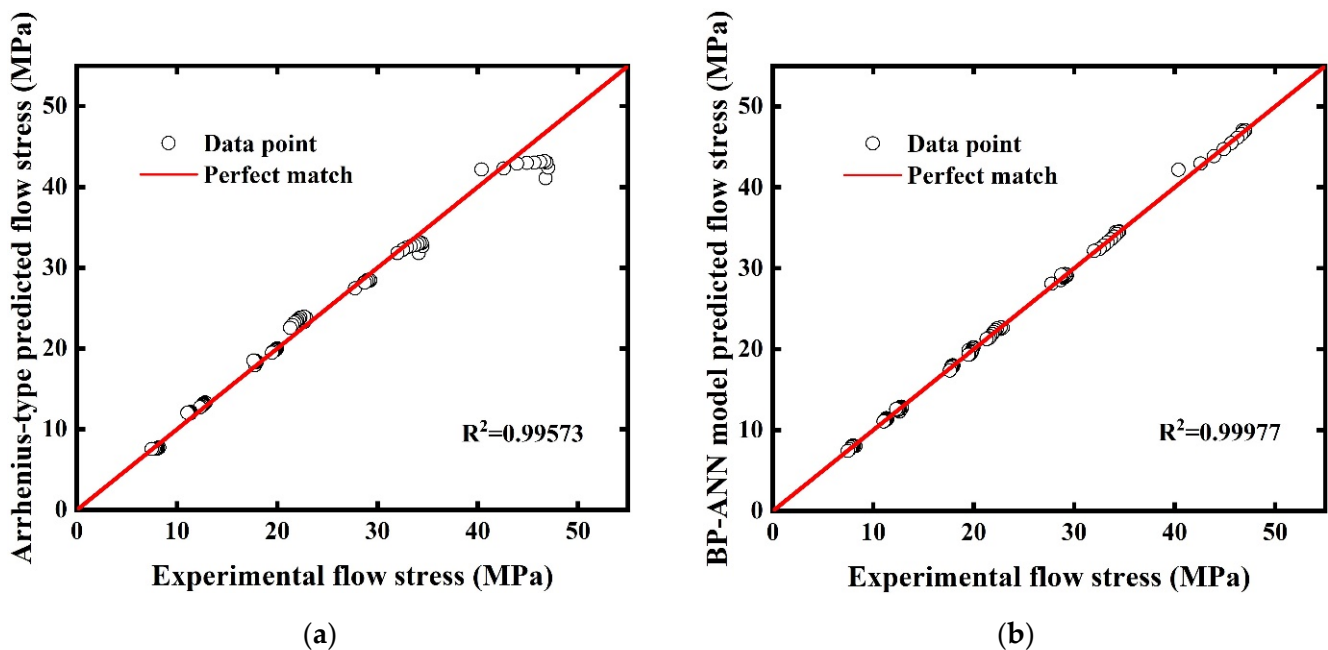 Arrhenius-type predicted flow stress (MPa)
50
40
30
20
10
0
Data point
Perfect match
R²=0.99573
0 10 20 30 40 50
Experimental flow stress (MPa)
(a)
BP-ANN model predicted flow stress (MPa)
50
40
30
20
10
0
Data point
Perfect match
R²=0.99977
0 10 20 30 40 50
Experimental flow stress (MPa)
(b)